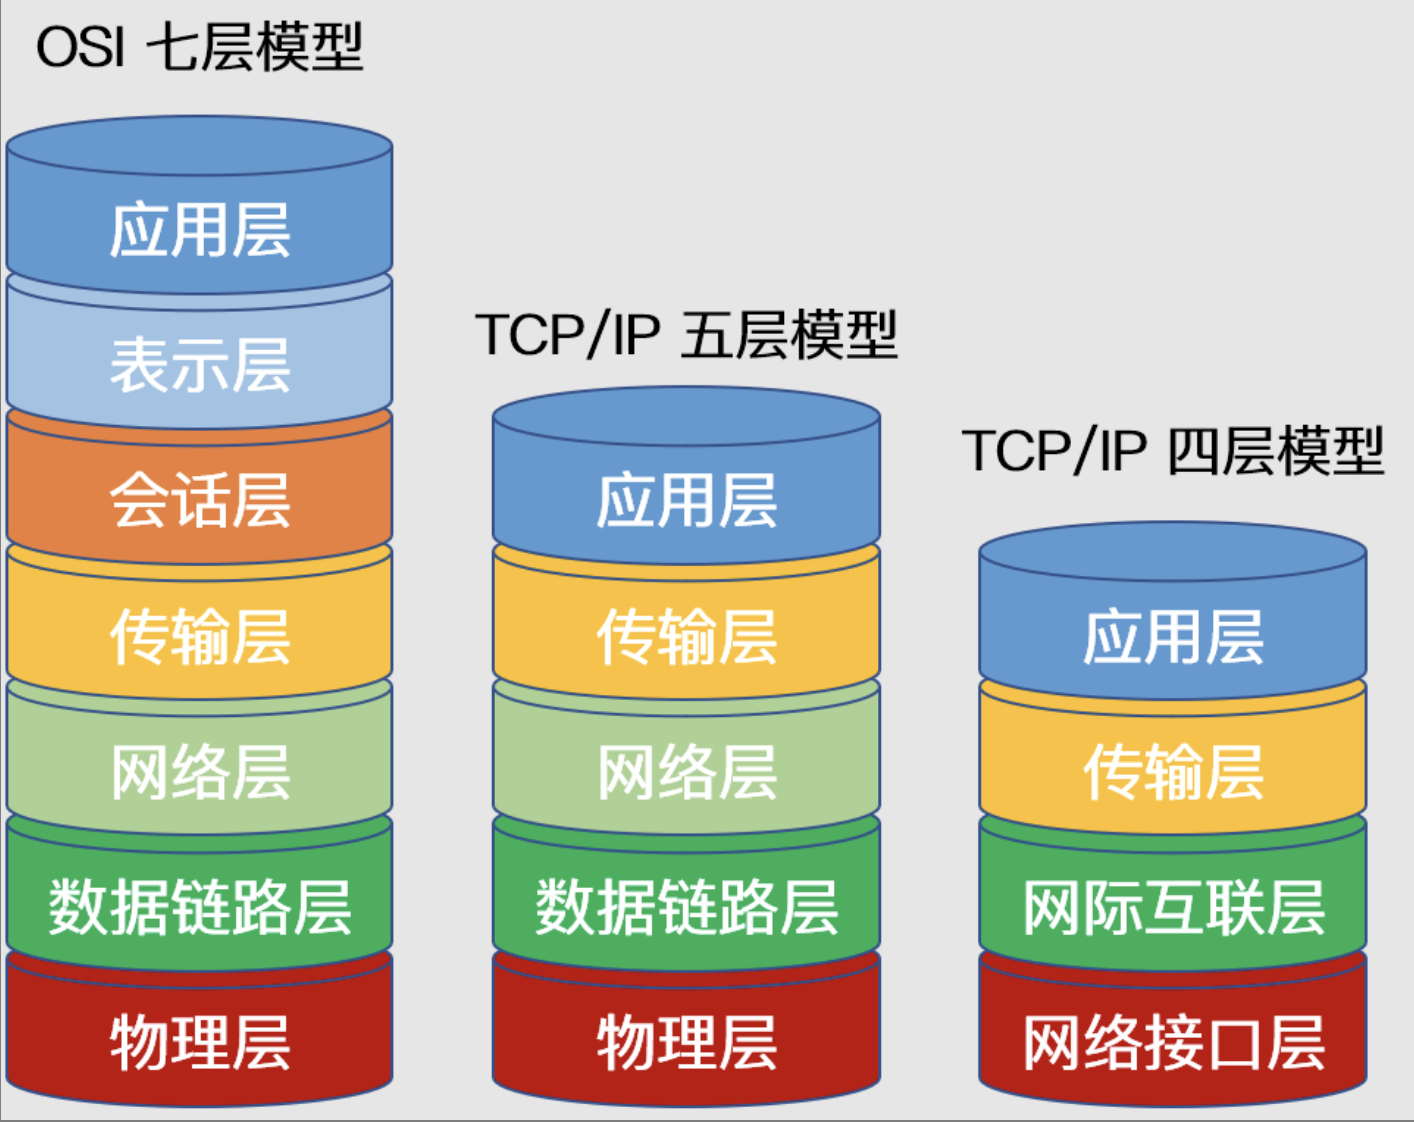 OSI 七层模型
应用层
表示层
会话层
传输层
网络层
数据链路层
物理层
TCP/IP 五层模型
应用层
传输层
网络层
数据链路层
物理层
TCP/IP 四层模型
应用层
传输层
网际互联层
网络接口层